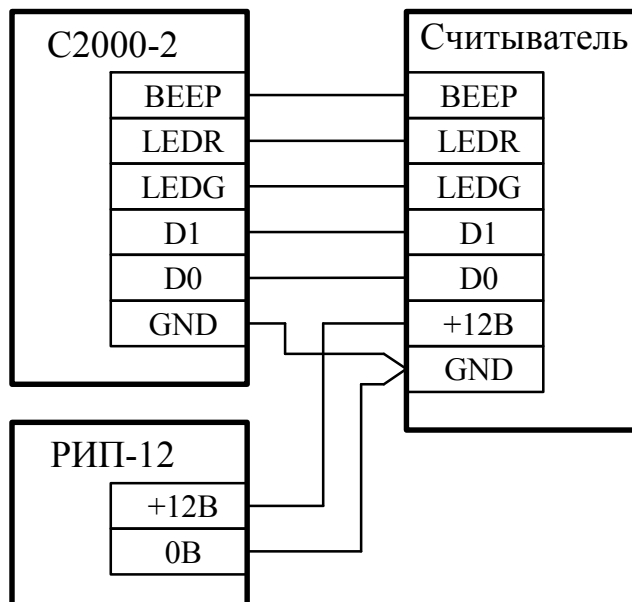 С2000-2
BEEP
LEDR
LEDG
D1
D0
GND
Считыватель
BEEP
LEDR
LEDG
D1
D0
+12В
GND
РИП-12
+12В
0В